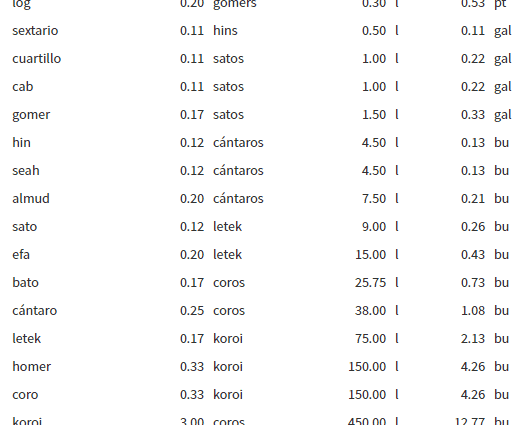 log 0.20 gomers 0.30 l 0.53 pt
sextario 0.11 hins 0.50 l 0.11 gal
cuartillo 0.11 satos 1.00 l 0.22 gal
cab 0.11 satos 1.00 l 0.22 gal
gomer 0.17 satos 1.50 l 0.33 gal
hin 0.12 cántaros 4.50 l 0.13 bu
seah 0.12 cántaros 4.50 l 0.13 bu
almud 0.20 cántaros 7.50 l 0.21 bu
sato 0.12 letek 9.00 l 0.26 bu
efa 0.20 letek 15.00 l 0.43 bu
bato 0.17 coros 25.75 l 0.73 bu
cántaro 0.25 coros 38.00 l 1.08 bu
letek 0.17 koroi 75.00 l 2.13 bu
homer 0.33 koroi 150.00 l 4.26 bu
coro 0.33 koroi 150.00 l 4.26 bu
koroi 3.00 coros 450.00 l 12.77 bu